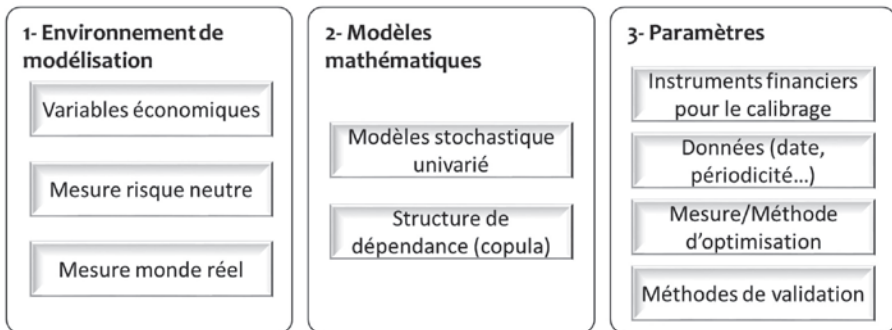 1- Environnement de
modélisation
Variables économiques
Mesure risque neutre
Mesure monde réel
2- Modèles
mathématiques
Modèles stochastique
univarié
Structure de
dépendance (copula)
3- Paramètres
Instruments financiers
pour le calibrage
Données (date,
périodicité...)
Mesure/Méthode
d’optimisation
Méthodes de validation